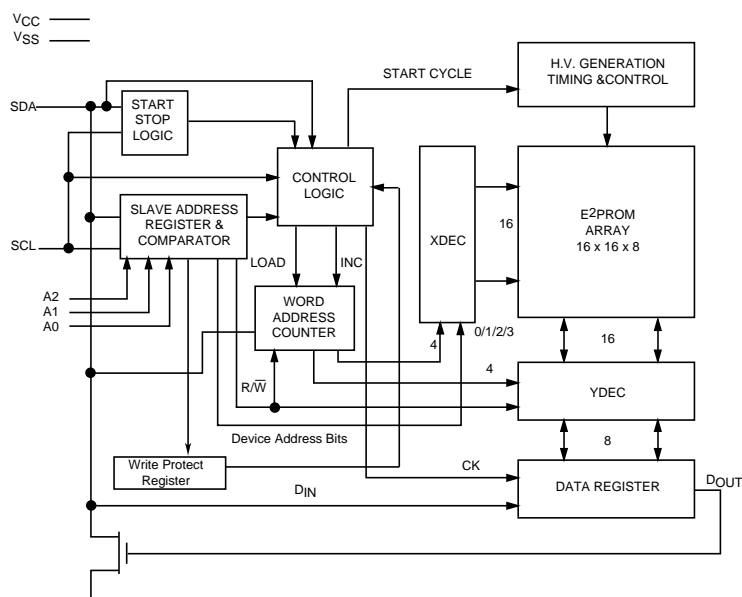 VCC
VSS
H.V. GENERATION
TIMING &CONTROL
START CYCLE
SDA
START
STOP
LOGIC
CONTROL
LOGIC
SLAVE ADDRESS
REGISTER &
COMPARATOR
SCL
XDEC
16
E2PROM
ARRAY
16 x 16 x 8
LOAD
INC
A2
A1
A0
WORD
ADDRESS
COUNTER
0/1/2/3
4
16
R/W̅
4
YDEC
Device Address Bits
8
Write Protect
Register
CK
DIN
DATA REGISTER
DOUT